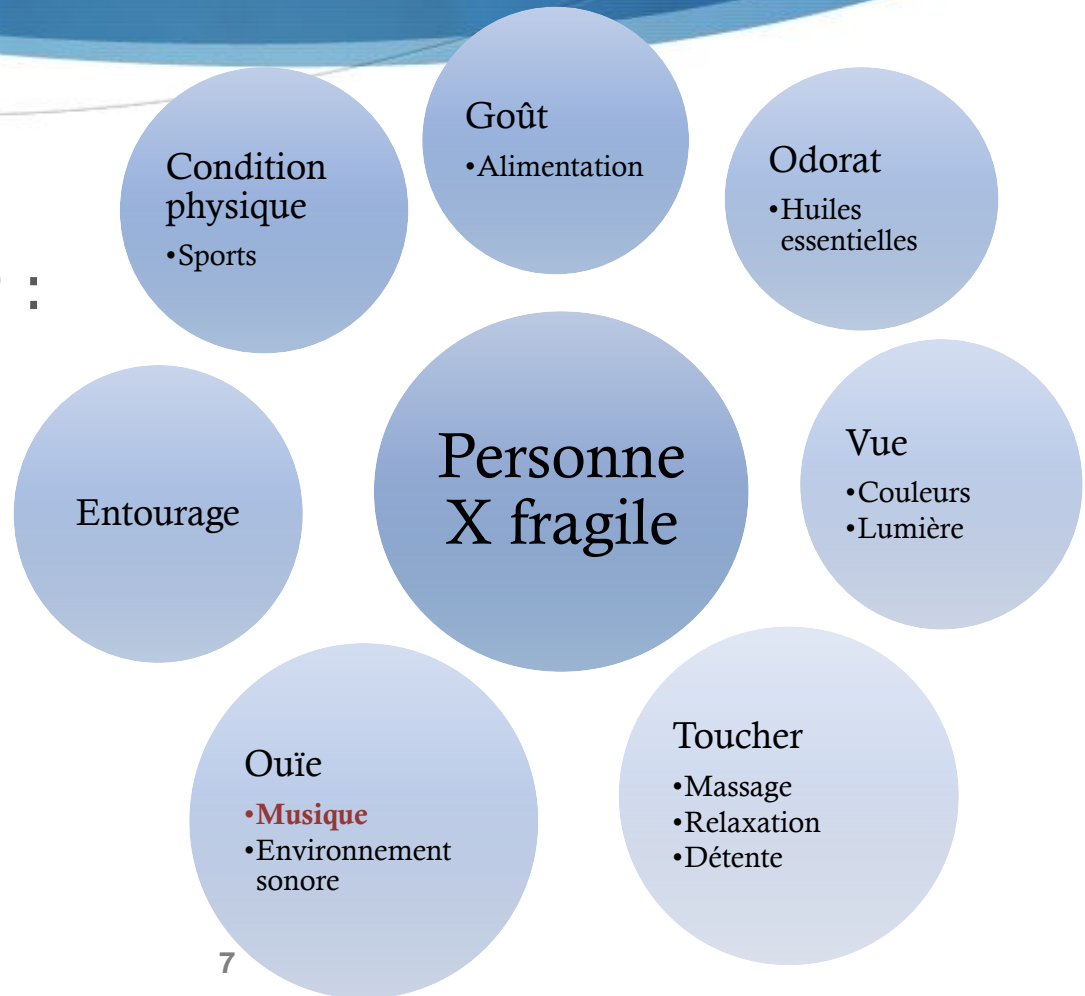 Goût
•Alimentation
Odorat
•Huiles
essentielles
Vue
•Couleurs
•Lumière
Toucher
•Massage
•Relaxation
•Détente
Ouïe
•Musique
•Environnement
sonore
Entourage
Condition
physique
•Sports
:
Personne
X fragile
7